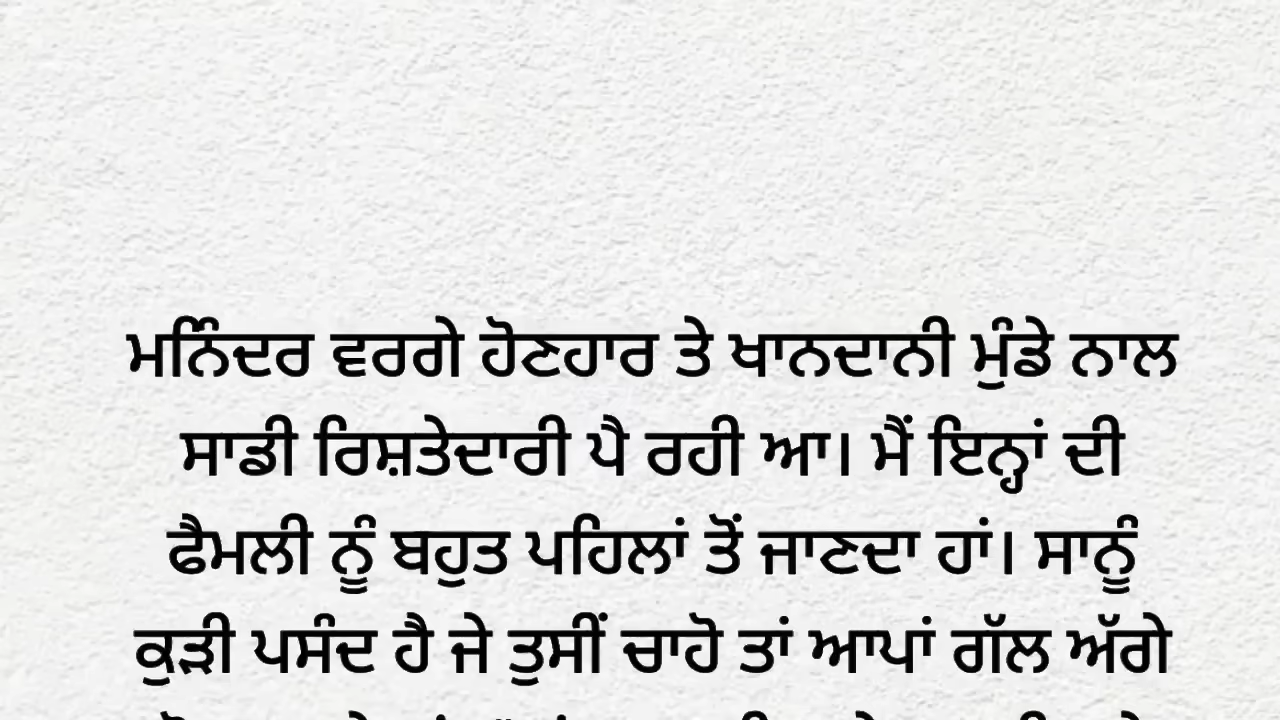 ਮਨਿੰਦਰ ਵਰਗੇ ਹੋਣਹਾਰ ਤੇ ਖਾਨਦਾਨੀ ਮੁੰਡੇ ਨਾਲ
ਸਾਡੀ ਰਿਸ਼ਤੇਦਾਰੀ ਪੈ ਰਹੀ ਆ। ਮੈਂ ਇਨ੍ਹਾਂ ਦੀ
ਫੈਮਲੀ ਨੂੰ ਬਹੁਤ ਪਹਿਲਾਂ ਤੋਂ ਜਾਣਦਾ ਹਾਂ। ਸਾਨੂੰ
ਕੁੜੀ ਪਸੰਦ ਹੈ ਜੇ ਤੁਸੀਂ ਚਾਹੋ ਤਾਂ ਆਪਾਂ ਗੱਲ ਅੱਗੇ